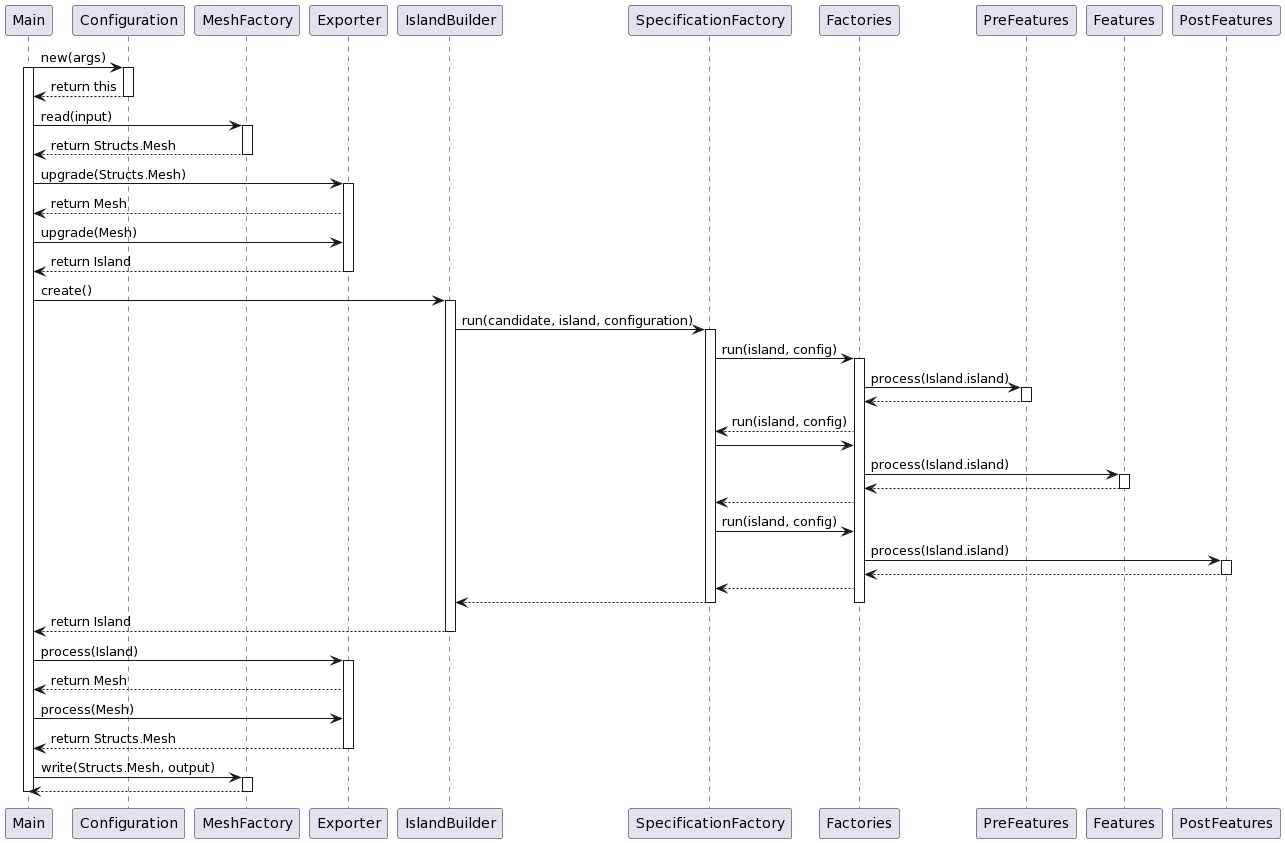 Main Configuration MeshFactory Exporter IslandBuilder SpecificationFactory Factories PreFeatures Features PostFeatures
new(args)
return this
read(input)
return Structs.Mesh
upgrade(Structs.Mesh)
return Mesh
upgrade(Mesh)
return Island
create()
run(candidate, island, configuration)
run(island, config)
process(Island.island)
run(island, config)
process(Island.island)
run(island, config)
process(Island.island)
return Island
process(Island)
return Mesh
process(Mesh)
return Structs.Mesh
write(Structs.Mesh, output)
Main Configuration MeshFactory Exporter IslandBuilder SpecificationFactory Factories PreFeatures Features PostFeatures